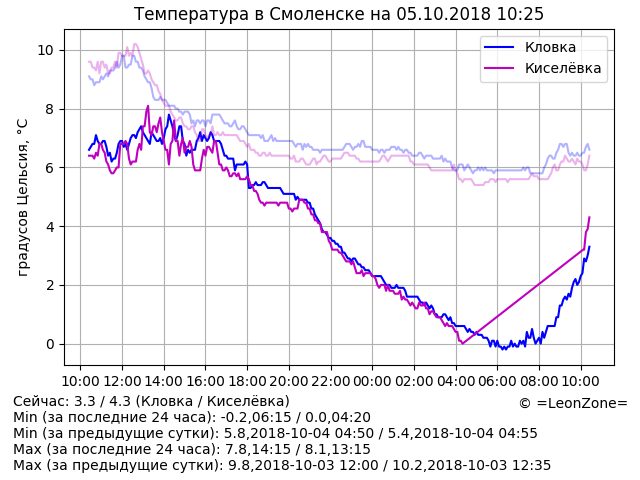 Температура в Смоленске на 05.10.2018 10:25
Кловка
Киселёвка
градусов Цельсия, °C
10
8
6
4
2
0
10:00 12:00 14:00 16:00 18:00 20:00 22:00 00:00 02:00 04:00 06:00 08:00 10:00
Сейчас: 3.3 / 4.3 (Кловка / Киселёвка)
© =LeonZone=
Min (за последние 24 часа): -0.2,06:15 / 0.0,04:20
Min (за предыдущие сутки): 5.8,2018-10-04 04:50 / 5.4,2018-10-04 04:55
Max (за последние 24 часа): 7.8,14:15 / 8.1,13:15
Max (за предыдущие сутки): 9.8,2018-10-03 12:00 / 10.2,2018-10-03 12:35